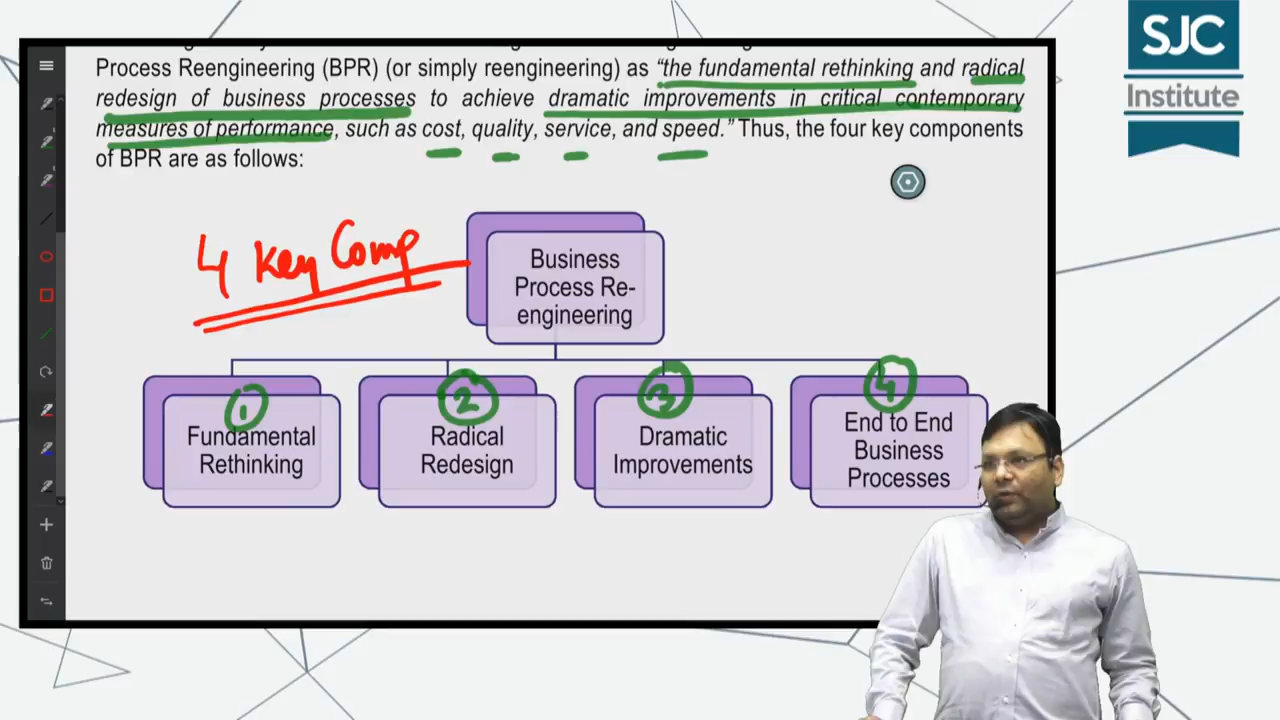 SJC
Institute
Process Reengineering (BPR) (or simply reengineering) as “the fundamental rethinking and radical
redesign of business processes to achieve dramatic improvements in critical contemporary
measures of performance, such as cost, quality, service, and speed.” Thus, the four key components
of BPR are as follows:
4 Key Comp
Business
Process Re-
engineering
1
Fundamental
Rethinking
2
Radical
Redesign
3
Dramatic
Improvements
4
End to End
Business
Processes